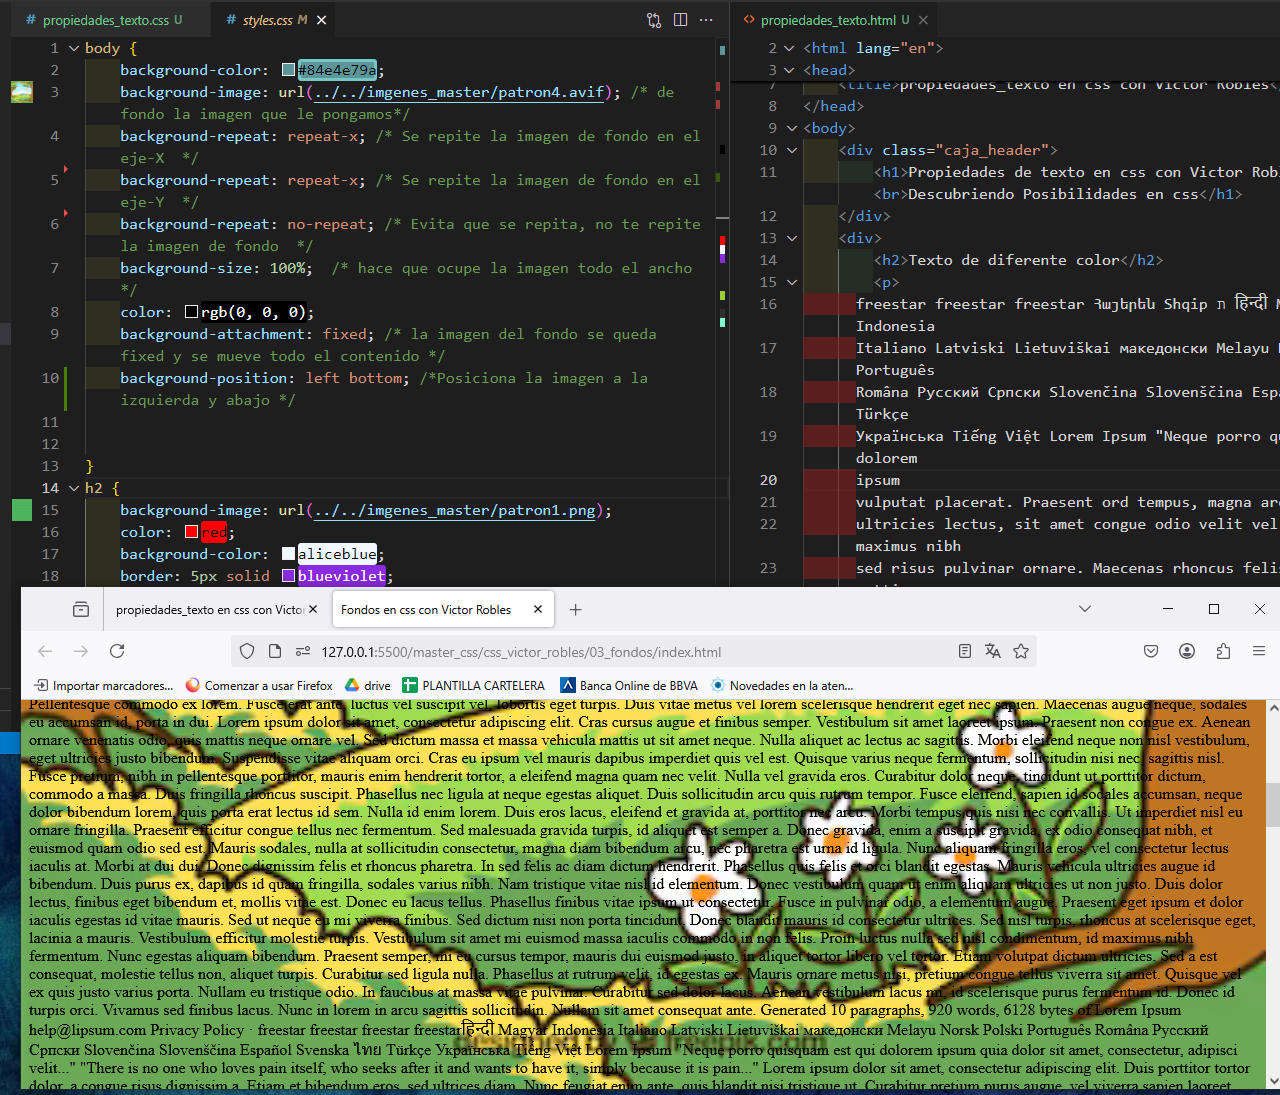 propiedades_texto.css U
styles.css M
propiedades_texto.html U
1 body {
2 background-color: #84e4e79a;
3 background-image: url(../../imgenes_master/patron4.avif); /* de
fondo la imagen que le pongamos*/
4 background-repeat: repeat-x; /* Se repite la imagen de fondo en el
eje-X */
5 background-repeat: repeat-x; /* Se repite la imagen de fondo en el
eje-Y */
6 background-repeat: no-repeat; /* Evita que se repita, no te repite
la imagen de fondo */
7 background-size: 100%; /* hace que ocupe la imagen todo el ancho
*/
8 color: rgb(0, 0, 0);
9 background-attachment: fixed; /* la imagen del fondo se queda
fixed y se mueve todo el contenido */
10 background-position: left bottom; /*Posiciona la imagen a la
izquierda y abajo */
11
12
13 }
14 h2 {
15 background-image: url(../../imgenes_master/patron1.png);
16 color: red;
17 background-color: aliceblue;
18 border: 5px solid blueviolet;
2 <html lang="en">
3 <head>
7 <title>propiedades_texto en css con Victor Robles</
8 </head>
9 <body>
10 <div class="caja_header">
11 <h1>Propiedades de texto en css con Victor Rob
<br>Descubriendo Posibilidades en css</h1>
12 </div>
13 <div>
14 <h2>Texto de diferente color</h2>
15 <p>
16 freestar freestar freestar Հայերեն Shqip ת हिन्दी
Indonesia
17 Italiano Latviski Lietuviškai македонски Melayu
Português
18 Româna Pyccкий Српски Slovenčina Slovenščina Esp
Türkçe
19 Українська Tiếng Việt Lorem Ipsum "Neque porro q
dolorem
20 ipsum
21 vulputat placerat. Praesent ord tempus, magna ar
22 ultricies lectus, sit amet congue odio velit vel
maximus nibh
23 sed risus pulvinar ornare. Maecenas rhoncus felis
propiedades_texto en css con Victor
Fondos en css con Victor Robles
127.0.0.1:5500/master_css/css_victor_robles/03_fondos/index.html
Importar marcadores... Comenzar a usar Firefox drive PLANTILLA CARTELERA Banca Online de BBVA Novedades en la aten...
Pellentesque commodo ex lorem. Fusce erat ante, luctus vel suscipit vel, lobortis eget turpis. Duis vitae metus vel lorem scelerisque hendrerit eget nec sapien. Maecenas augue neque, sodales
eu accumsan id, porta in dui. Lorem ipsum dolor sit amet, consectetur adipiscing elit. Cras cursus augue et finibus semper. Vestibulum sit amet laoreet ipsum. Praesent non congue ex. Aenean
ornare venenatis odio, quis mattis neque ornare vel. Sed dictum massa a massa vehicula mattis ut sit amet neque. Nulla aliquet ac lectus ac sagittis. Morbi eleifend neque non nisl vestibulum,
eget ultricies justo bibendum. Suspendisse vitae aliquam orci. Cras eu ipsum vel mauris dapibus imperdiet quis vel est. Quisque varius neque fermentum, sollicitudin nisi nec, sagittis nisl.
Fusce pretium, nibh in pellentesque porttitor, mauris enim hendrerit tortor, a eleifend magna quam nec velit. Nulla vel gravida eros. Curabitur dolor neque, tincidunt ut porttitor dictum,
commodo a massa. Duis fringilla rhoncus suscipit. Phasellus nec ligula at neque egestas aliquet. Duis sollicitudin arcu quis rutrum tempor. Fusce eleifend, sapien id sodales accumsan, neque
dolor bibendum lorem, quis porta erat lectus id sem. Nulla id enim lorem. Duis eros lacus, eleifend et gravida at, porttitor nec arcu. Morbi tempus quis nisi nec convallis. Ut imperdiet nisl eu
ornare fringilla. Praesent efficitur congue tellus nec fermentum. Sed malesuada gravida turpis, id aliquet est semper a. Donec gravida, enim a suscipit gravida, ex odio consequat nibh, et
euismod quam odio sed est. Mauris sodales, nulla at sollicitudin consectetur, magna diam bibendum arcu, nec pharetra est urna id ligula. Nunc aliquam fringilla eros, vel consectetur lectus
iaculis at. Morbi at dui dui. Donec dignissim felis et rhoncus pharetra. In sed felis ac diam dictum hendrerit. Phasellus quis felis et orci blandit egestas. Mauris vehicula ultricies augue id
bibendum. Duis purus ex, dapibus id quam fringilla, sodales varius nibh. Nam tristique vitae nisl id elementum. Donec vestibulum quam ut enim aliquam ultricies ut non justo. Duis dolor
lectus, finibus eget bibendum et, mollis vitae est. Donec eu lacus tellus. Phasellus finibus vitae ipsum ut consectetur. Fusce in pulvinar odio, a elementum augue. Praesent eget ipsum et dolor
iaculis egestas id vitae mauris. Sed ut neque eu mi viverra finibus. Sed dictum nisi non porta tincidunt. Donec blandit mauris id consectetur ultrices. Sed nisl turpis, rhoncus at scelerisque eget,
lacinia a mauris. Vestibulum efficitur molestie turpis. Vestibulum sit amet mi euismod massa iaculis commodo in non felis. Proin luctus nulla sed nisl condimentum, id maximus nibh
fermentum. Nunc egestas aliquam bibendum. Praesent semper, mi eu cursus tempor, mauris dui euismod justo, in aliquet tortor libero vel tortor. Etiam volutpat dictum ultricies. Sed a est
consequat, molestie tellus non, aliquet turpis. Curabitur sed ligula nulla. Phasellus at rutrum velit, id egestas ex. Mauris ornare metus nisi, pretium congue tellus viverra sit amet. Quisque vel
ex quis justo varius porta. Nullam eu tristique odio. In faucibus at massa vitae pulvinar. Curabitur sed dolor lacus. Aenean vestibulum lacus mi, id scelerisque purus fermentum id. Donec id
turpis orci. Vivamus sed finibus lacus. Nunc in lorem in arcu sagittis sollicitudin. Nullam sit amet consequat ante. Generated 10 paragraphs, 920 words, 6128 bytes of Lorem Ipsum
help@lipsum.com Privacy Policy · freestar freestar freestar freestarहिन्दी Magyar Indonesia Italiano Latviski Lietuviškai македонски Melayu Norsk Polski Português Româna Pyccкий
Српски Slovenčina Slovenščina Español Svenska ไทย Türkçe Українська Tiếng Việt Lorem Ipsum "Neque porro quisquam est qui dolorem ipsum quia dolor sit amet, consectetur, adipisci
velit..." "There is no one who loves pain itself, who seeks after it and wants to have it, simply because it is pain..." Lorem ipsum dolor sit amet, consectetur adipiscing elit. Duis porttitor tortor
dolor, a congue risus dignissim a. Etiam et bibendum eros, sed ultrices diam. Nunc feugiat enim ante, quis blandit nisi tristique ut. Curabitur pretium purus augue, vel viverra sapien laoreet